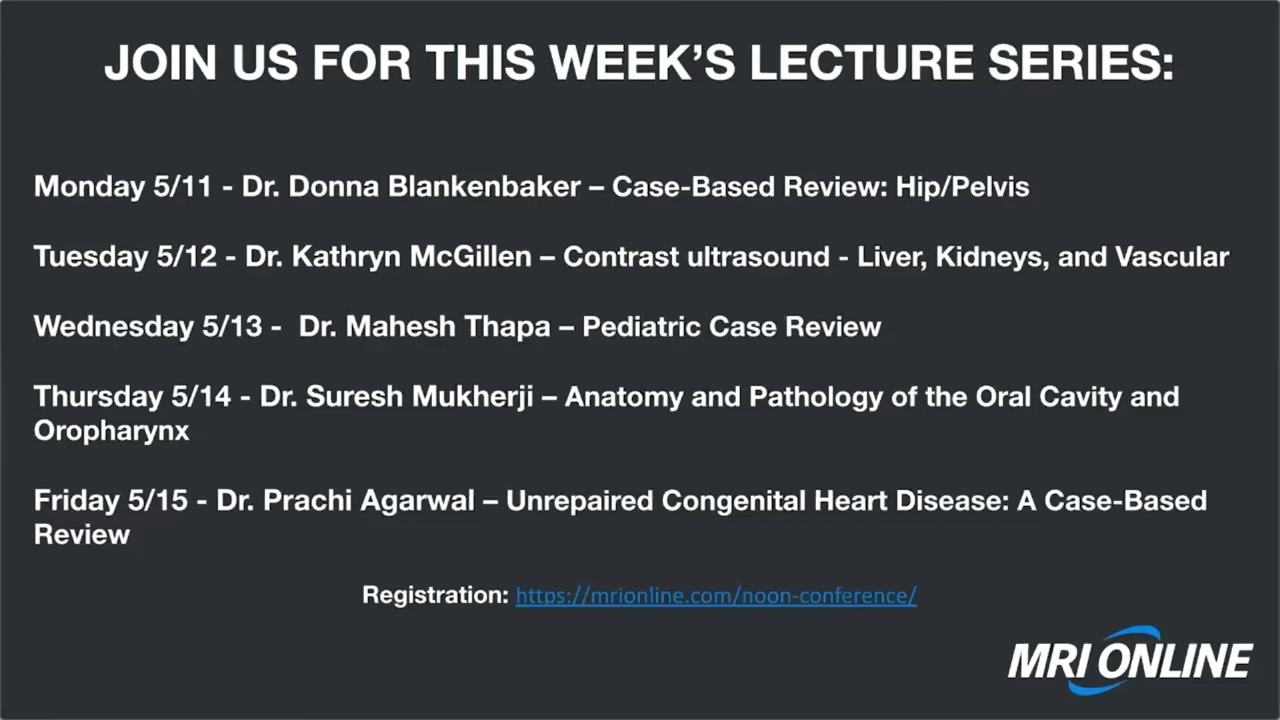 JOIN US FOR THIS WEEK’S LECTURE SERIES:
Monday 5/11 - Dr. Donna Blankenbaker – Case-Based Review: Hip/Pelvis
Tuesday 5/12 - Dr. Kathryn McGillen – Contrast ultrasound - Liver, Kidneys, and Vascular
Wednesday 5/13 -  Dr. Mahesh Thapa – Pediatric Case Review
Thursday 5/14 - Dr. Suresh Mukherji – Anatomy and Pathology of the Oral Cavity and
Oropharynx
Friday 5/15 - Dr. Prachi Agarwal – Unrepaired Congenital Heart Disease: A Case-Based
Review
Registration: https://mrionline.com/noon-conference/
MRI ONLINE